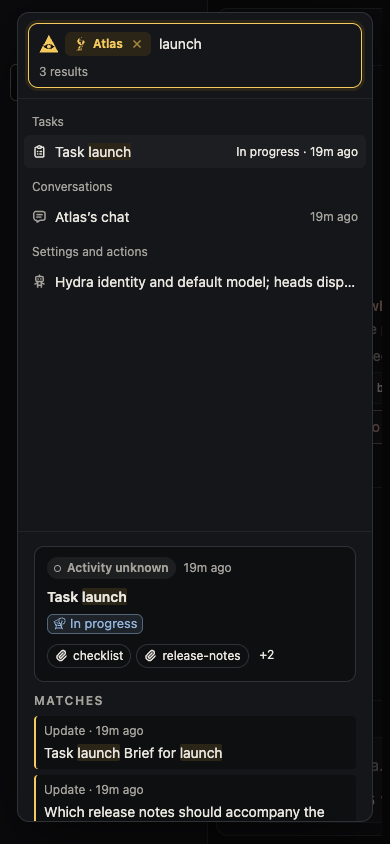 Atlas × launch
3 results
Tasks
Task launch In progress · 19m ago
Conversations
Atlas’s chat 19m ago
Settings and actions
Hydra identity and default model; heads disp...
Activity unknown 19m ago
Task launch
In progress
checklist release-notes +2
MATCHES
Update · 19m ago
Task launch Brief for launch
Update · 19m ago
Which release notes should accompany the